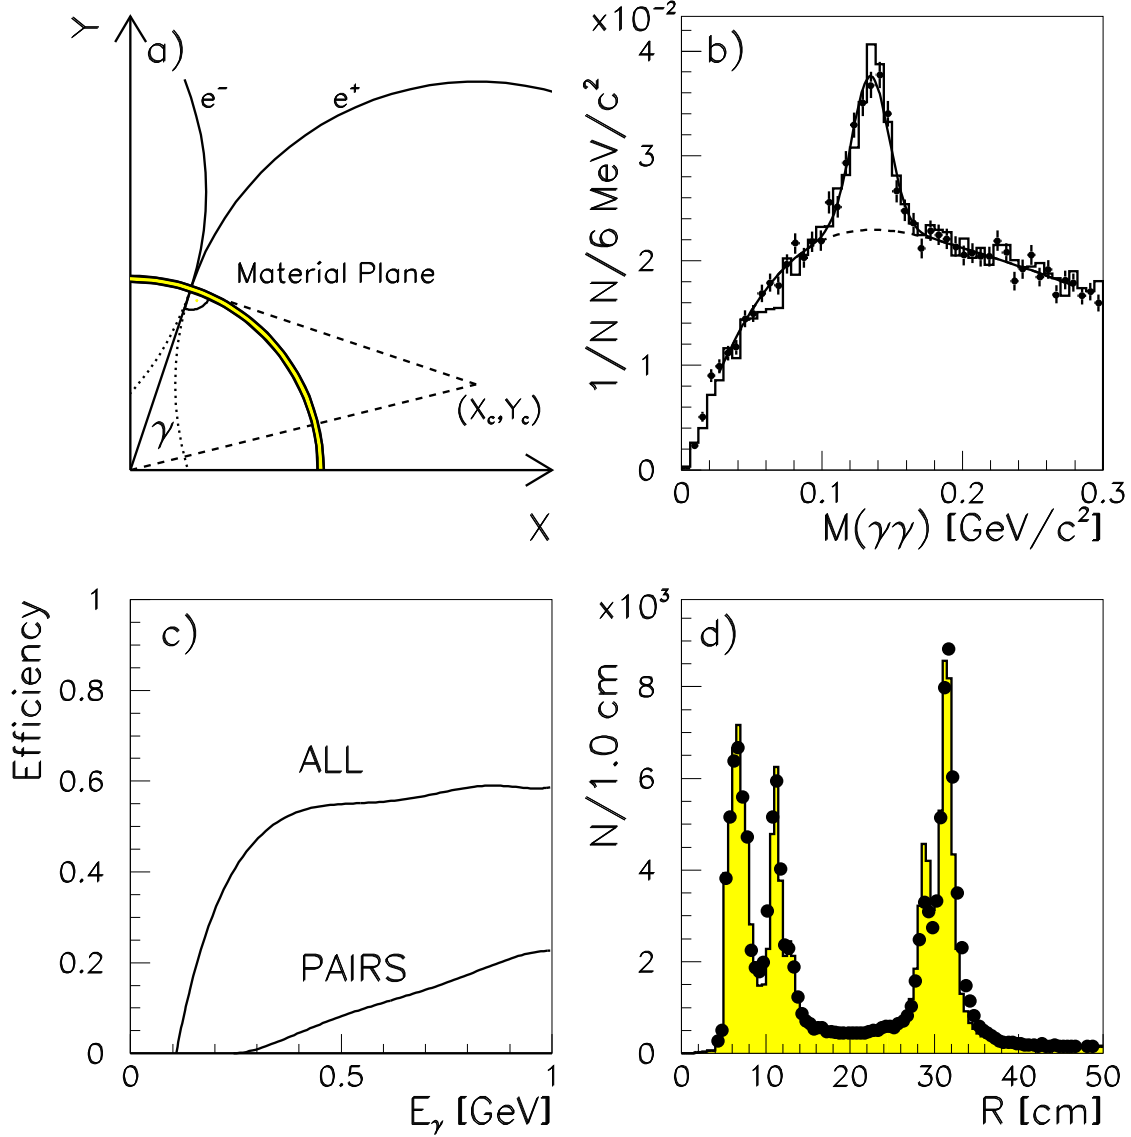 Y
a)
e⁻
e⁺
Material Plane
(X_c,Y_c)
γ
X
x10⁻²
b)
1/N N/6 MeV/c²
4
3
2
1
0
0 0.1 0.2 0.3
M(γγ) [GeV/c²]
Efficiency
c)
1
0.8
0.6
0.4
0.2
0
ALL
PAIRS
0 0.5 1
E_γ [GeV]
x10³
d)
N/1.0 cm
8
6
4
2
0
0 10 20 30 40 50
R [cm]